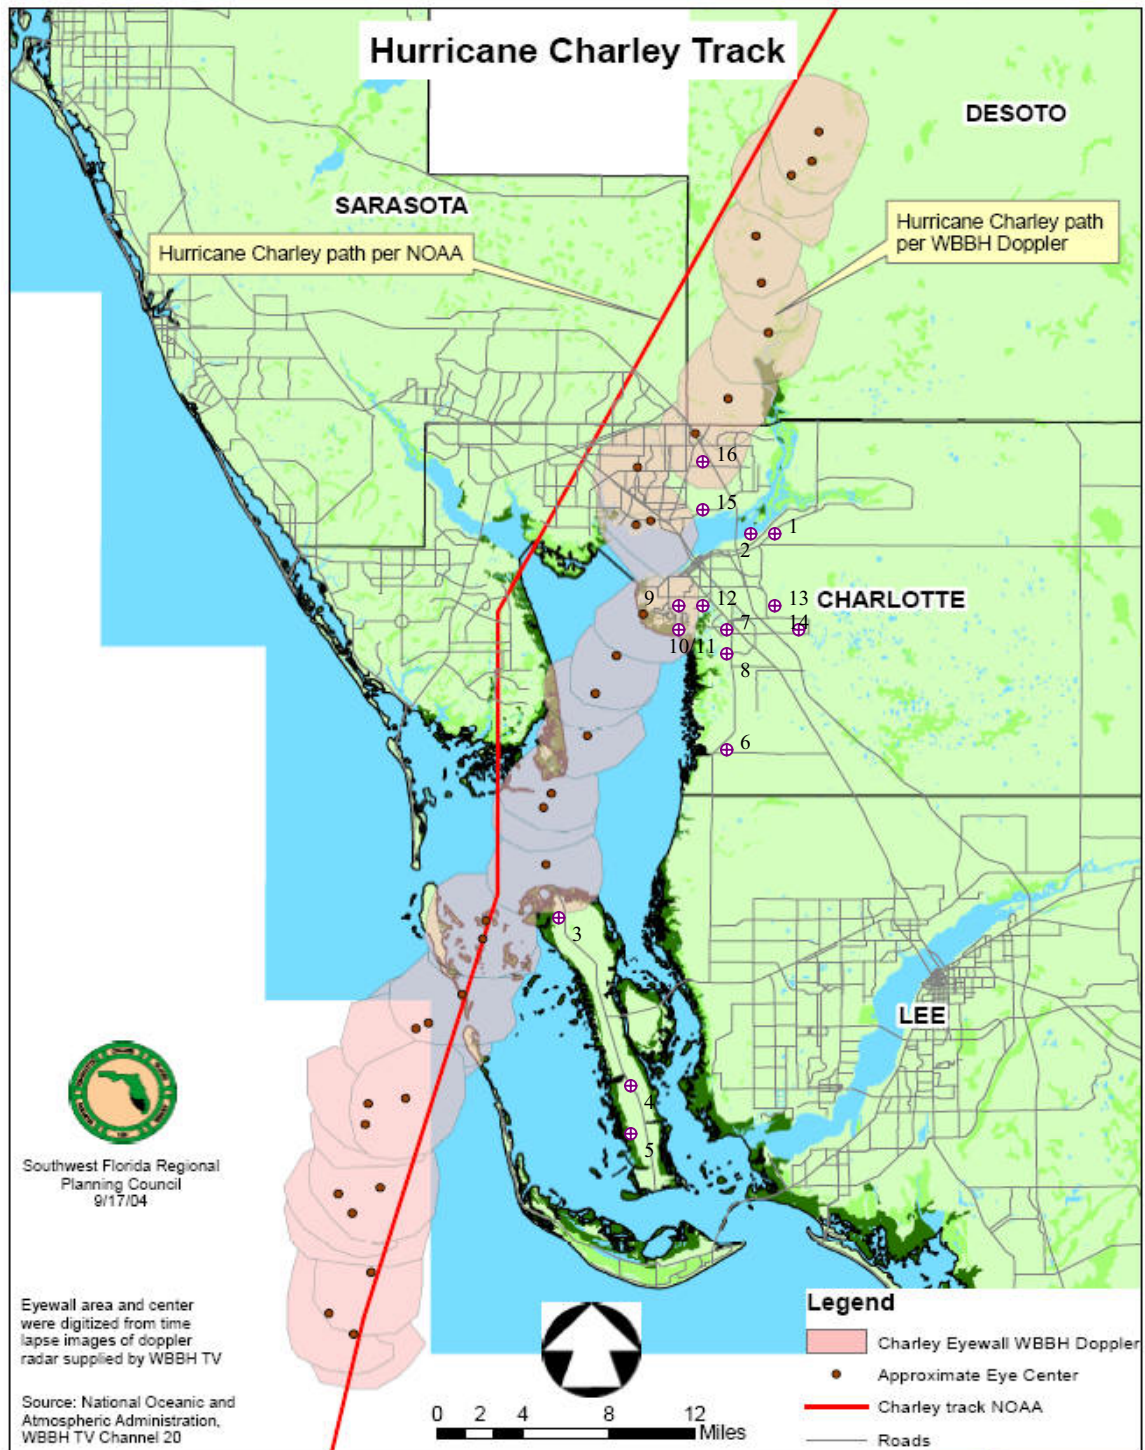 Hurricane Charley Track
DESOTO
SARASOTA
Hurricane Charley path
per WBBH Doppler
Hurricane Charley path per NOAA
16
15
1
2
9
12
13
CHARLOTTE
7
14
10
11
8
6
3
LEE
4
5
Southwest Florida Regional
Planning Council
9/17/04
Eyewall area and center
were digitized from time
lapse images of doppler
radar supplied by WBBH TV
Source: National Oceanic and
Atmospheric Administration,
WBBH TV Channel 20
0 2 4 8 12
Miles
Legend
Charley Eyewall WBBH Doppler
Approximate Eye Center
Charley track NOAA
Roads